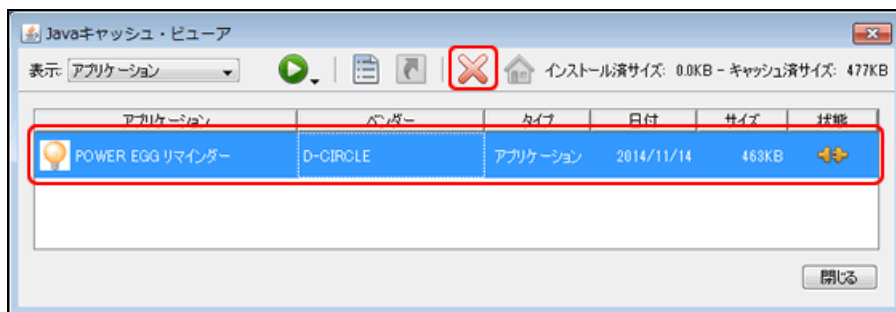 Javaキャッシュ・ビューア
表示: アプリケーション インストール済サイズ: 0.0KB - キャッシュ済サイズ: 477KB
アプリケーション ベンダー タイプ 日付 サイズ 状態
POWER EGG リマインダー D-CIRCLE アプリケーション 2014/11/14 463KB
閉じる